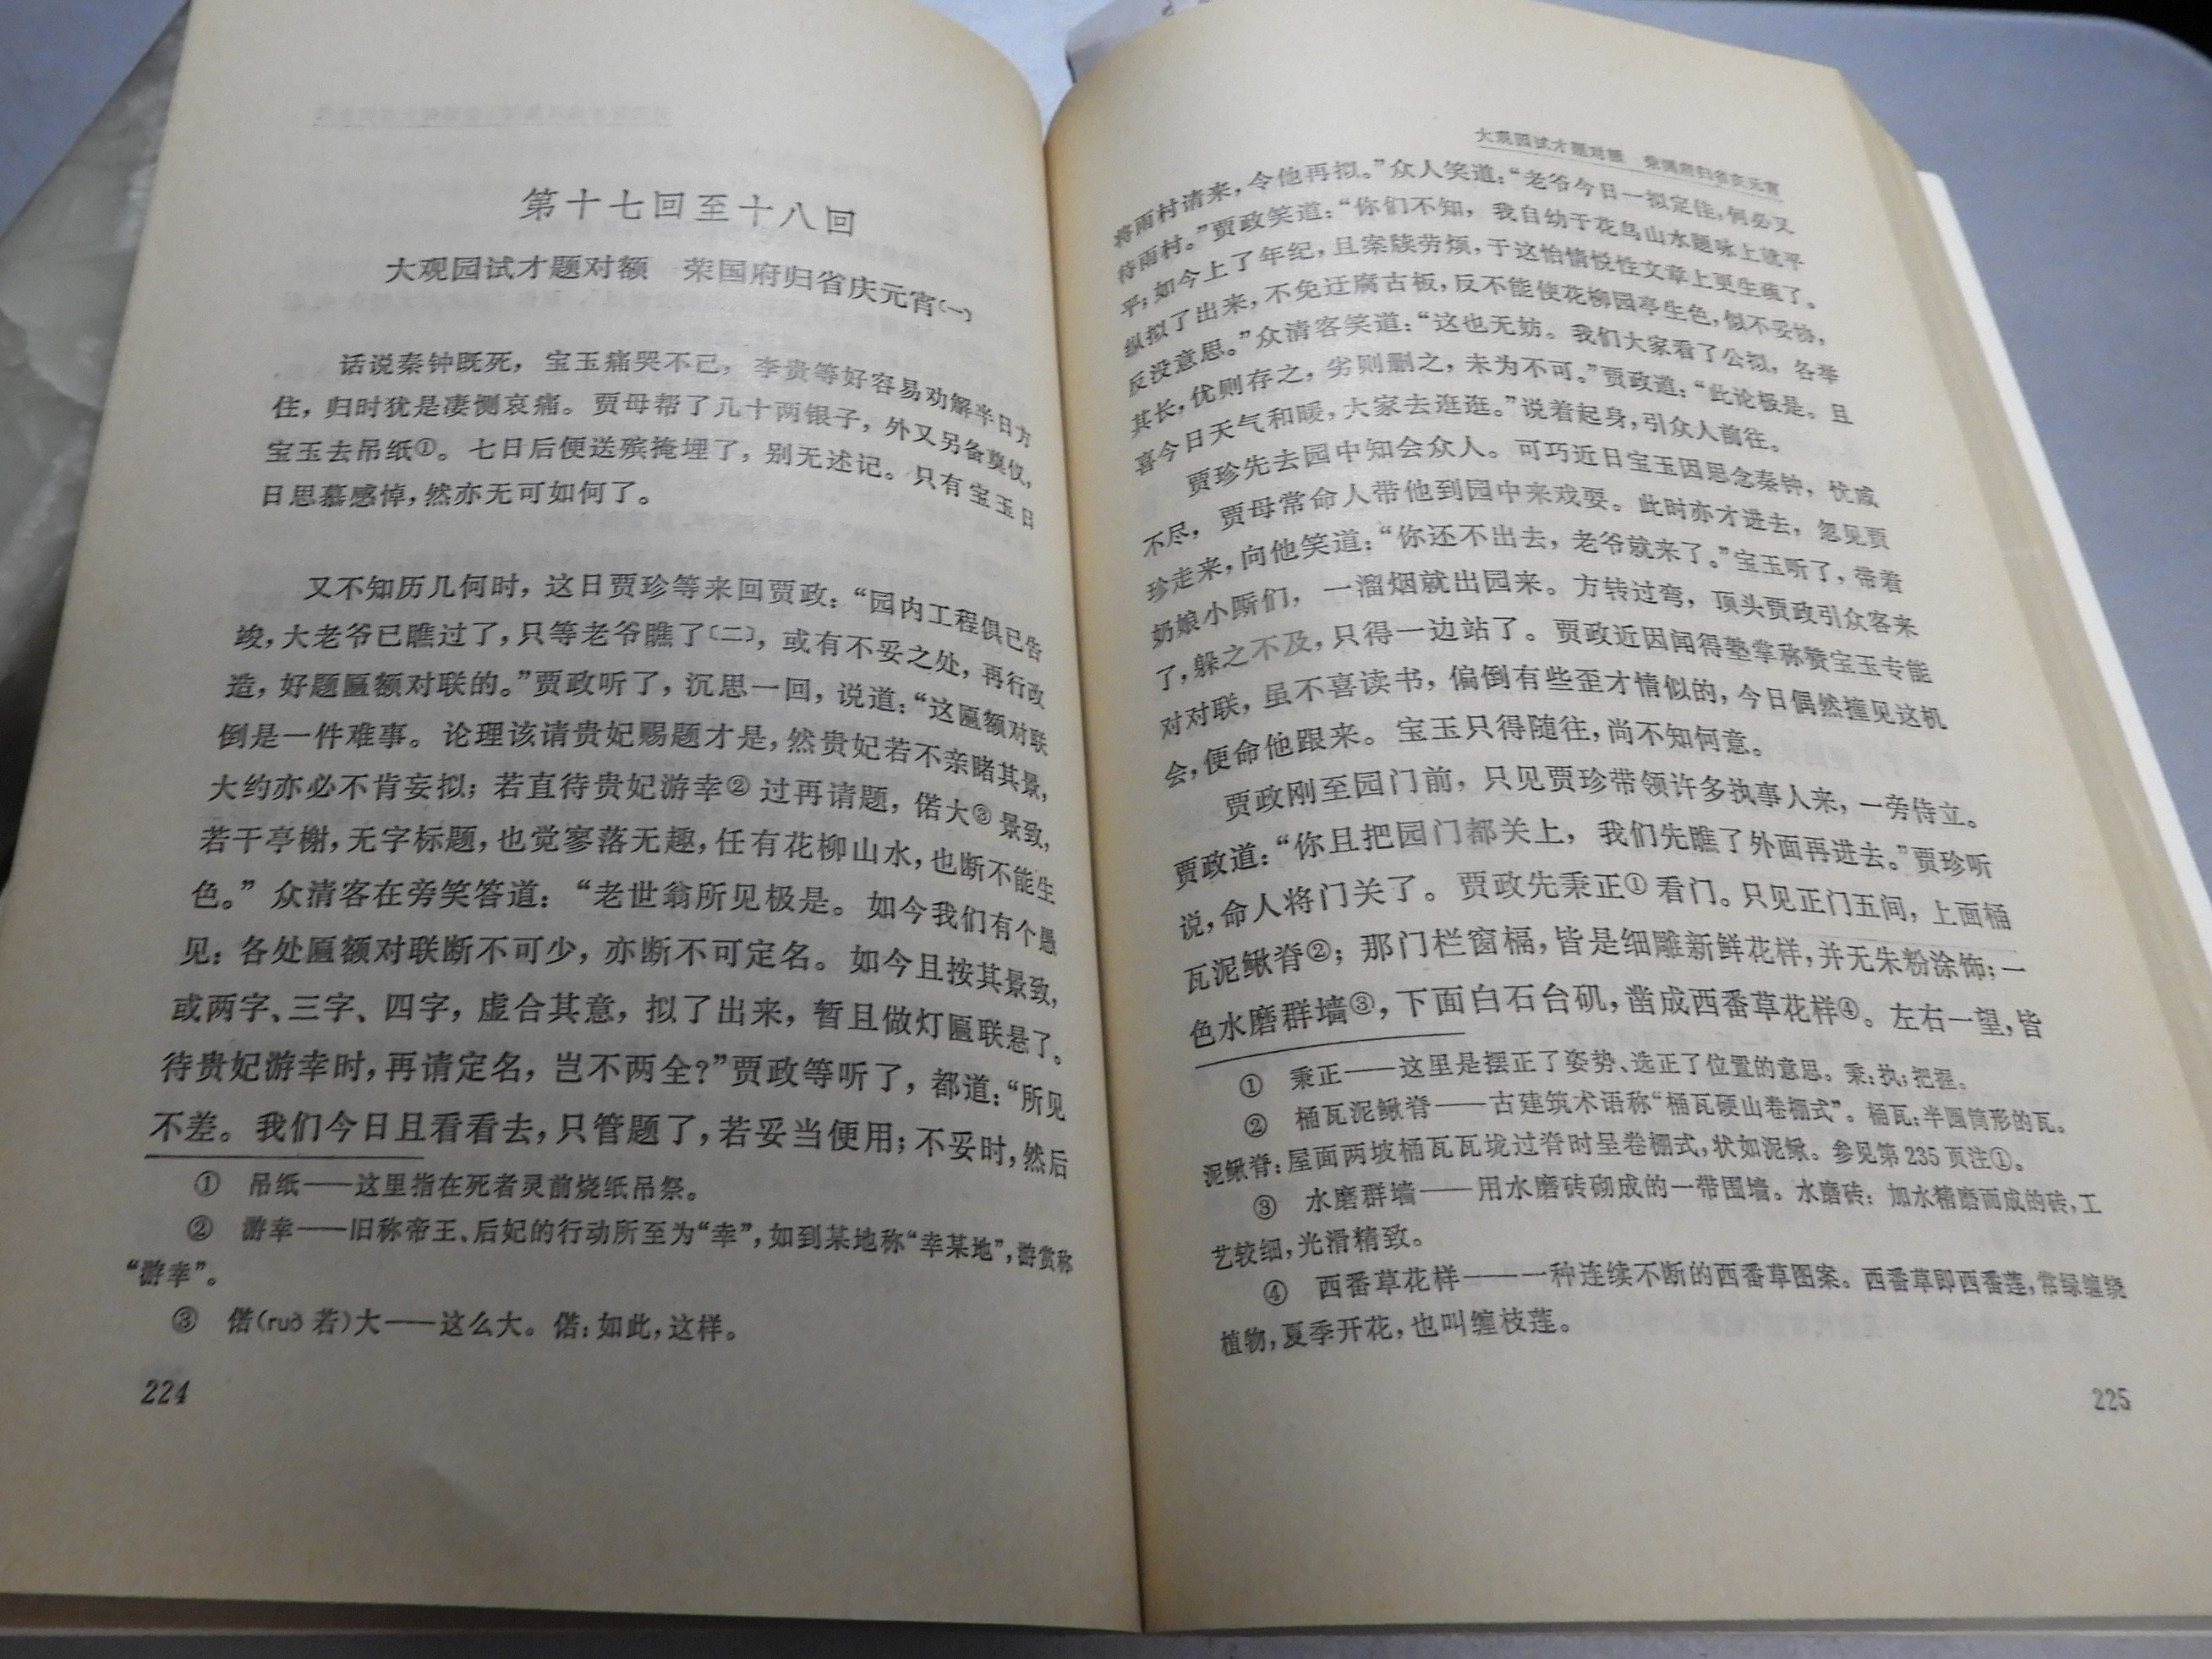 第十七回至十八回
大观园试才题对额　荣国府归省庆元宵〔一〕
话说秦钟既死，宝玉痛哭不已，李贵等好容易劝解半日方
住，归时犹是凄恻哀痛。贾母帮了几十两银子，外又另备奠仪，
宝玉去吊纸①。七日后便送殡掩埋了，别无述记。只有宝玉日
日思慕感悼，然亦无可如何了。
又不知历几何时，这日贾珍等来回贾政：“园内工程俱已告
竣，大老爷已瞧过了，只等老爷瞧了〔二〕，或有不妥之处，再行改
造，好题匾额对联的。”贾政听了，沉思一回，说道：“这匾额对联
倒是一件难事。论理该请贵妃赐题才是，然贵妃若不亲睹其景，
大约亦必不肯妄拟；若直待贵妃游幸②过再请题，偌大③景致，
若干亭榭，无字标题，也觉寥落无趣，任有花柳山水，也断不能生
色。”众清客在旁笑答道：“老世翁所见极是。如今我们有个愚
见：各处匾额对联断不可少，亦断不可定名。如今且按其景致，
或两字、三字、四字，虚合其意，拟了出来，暂且做灯匾联悬了。
待贵妃游幸时，再请定名，岂不两全？”贾政等听了，都道：“所见
不差。我们今日且看看去，只管题了，若妥当便用；不妥时，然后
①　吊纸——这里指在死者灵前烧纸吊祭。
②　游幸——旧称帝王、后妃的行动所至为“幸”，如到某地称“幸某地”，游赏称
“游幸”。
③　偌(ruò 若)大——这么大。偌：如此，这样。
224
大观园试才题对额　荣国府归省庆元宵
将雨村请来，令他再拟。”众人笑道：“老爷今日一拟定佳，何必又
待雨村。”贾政笑道：“你们不知，我自幼于花鸟山水题咏上就平
平；如今上了年纪，且案牍劳烦，于这怡情悦性文章上更生疏了。
纵拟了出来，不免迂腐古板，反不能使花柳园亭生色，似不妥协，
反没意思。”众清客笑道：“这也无妨。我们大家看了公拟，各举
其长，优则存之，劣则删之，未为不可。”贾政道：“此论极是。且
喜今日天气和暖，大家去逛逛。”说着起身，引众人前往。
贾珍先去园中知会众人。可巧近日宝玉因思念秦钟，忧戚
不尽，贾母常命人带他到园中来戏耍。此时亦才进去，忽见贾
珍走来，向他笑道：“你还不出去，老爷就来了。”宝玉听了，带着
奶娘小厮们，一溜烟就出园来。方转过弯，顶头贾政引众客来
了，躲之不及，只得一边站了。贾政近因闻得塾掌称赞宝玉专能
对对联，虽不喜读书，偏倒有些歪才情似的，今日偶然撞见这机
会，便命他跟来。宝玉只得随往，尚不知何意。
贾政刚至园门前，只见贾珍带领许多执事人来，一旁侍立。
贾政道：“你且把园门都关上，我们先瞧了外面再进去。”贾珍听
说，命人将门关了。贾政先秉正①看门。只见正门五间，上面桶
瓦泥鳅脊②；那门栏窗槅，皆是细雕新鲜花样，并无朱粉涂饰；一
色水磨群墙③，下面白石台矶，凿成西番草花样④。左右一望，皆
①　秉正——这里是摆正了姿势、选正了位置的意思。秉：执；把握。
②　桶瓦泥鳅脊——古建筑术语称“桶瓦硬山卷棚式”。桶瓦：半圆筒形的瓦。
泥鳅脊：屋面两坡桶瓦瓦垅过脊时呈卷棚式，状如泥鳅。参见第235页注①。
③　水磨群墙——用水磨砖砌成的一带围墙。水磨砖：加水精磨而成的砖，工
艺较细，光滑精致。
④　西番草花样——一种连续不断的西番草图案。西番草即西番莲，常绿缠绕
植物，夏季开花，也叫缠枝莲。
225